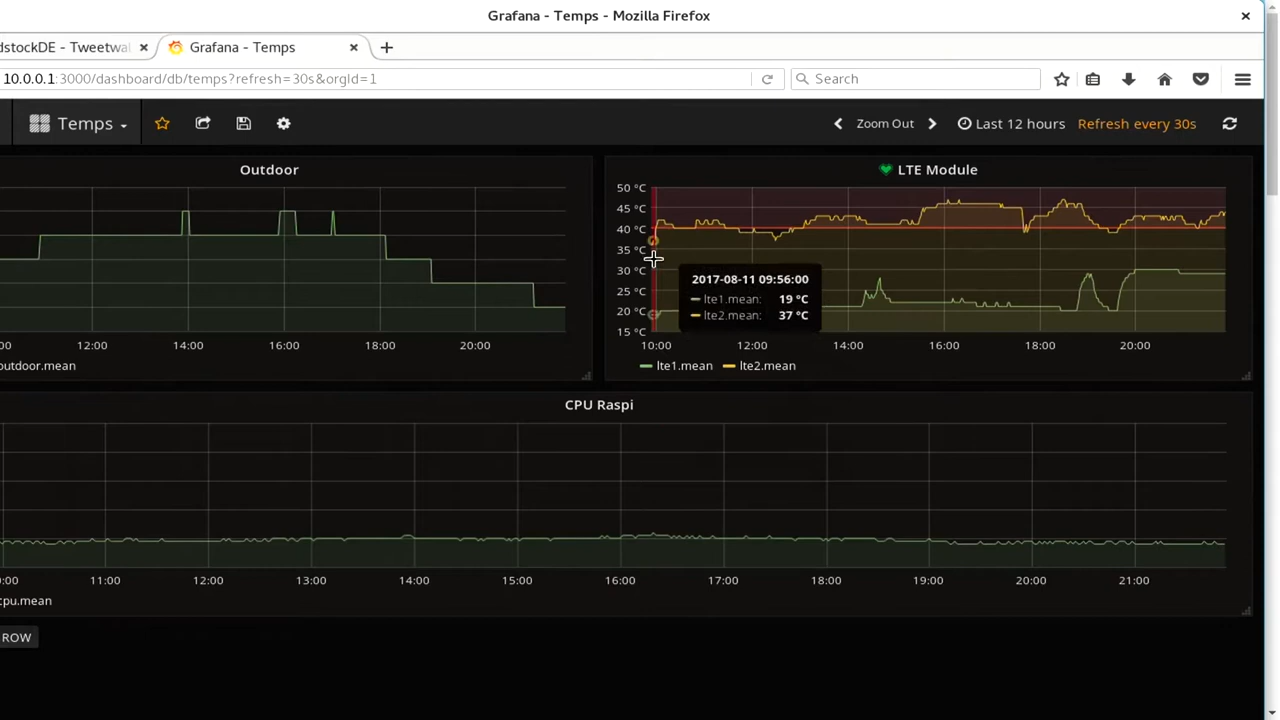 Grafana - Temps - Mozilla Firefox
dstockDE - Tweetwal
Grafana - Temps
10.0.0.1:3000/dashboard/db/temps?refresh=30s&orgId=1
Search
Temps
Zoom Out
Last 12 hours
Refresh every 30s
Outdoor
12:00 14:00 16:00 18:00 20:00
outdoor.mean
LTE Module
50 °C
45 °C
40 °C
35 °C
30 °C
25 °C
20 °C
15 °C
2017-08-11 09:56:00
lte1.mean: 19 °C
lte2.mean: 37 °C
10:00 12:00 14:00 16:00 18:00 20:00
lte1.mean lte2.mean
CPU Raspi
:00 11:00 12:00 13:00 14:00 15:00 16:00 17:00 18:00 19:00 20:00 21:00
cpu.mean
ROW